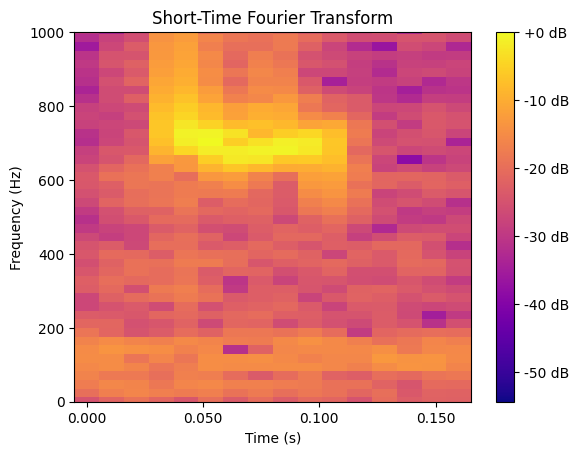 Short-Time Fourier Transform
1000
800
600
400
200
0
Frequency (Hz)
0.000
0.050
0.100
0.150
Time (s)
+0 dB
-10 dB
-20 dB
-30 dB
-40 dB
-50 dB